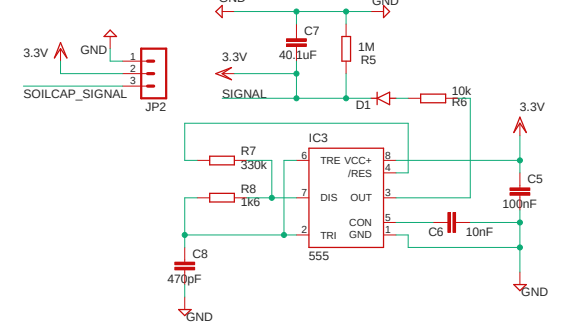 GND
GND
C7
40.1uF
1M
R5
3.3V
3.3V
GND
1
2
3
SOILCAP_SIGNAL
JP2
SIGNAL
D1
10k
R6
3.3V
IC3
R7
330k
R8
1k6
6
7
2
TRE
DIS
TRI
VCC+
/RES
OUT
CON
GND
8
4
3
5
1
555
C5
100nF
C6
10nF
C8
470pF
GND
GND